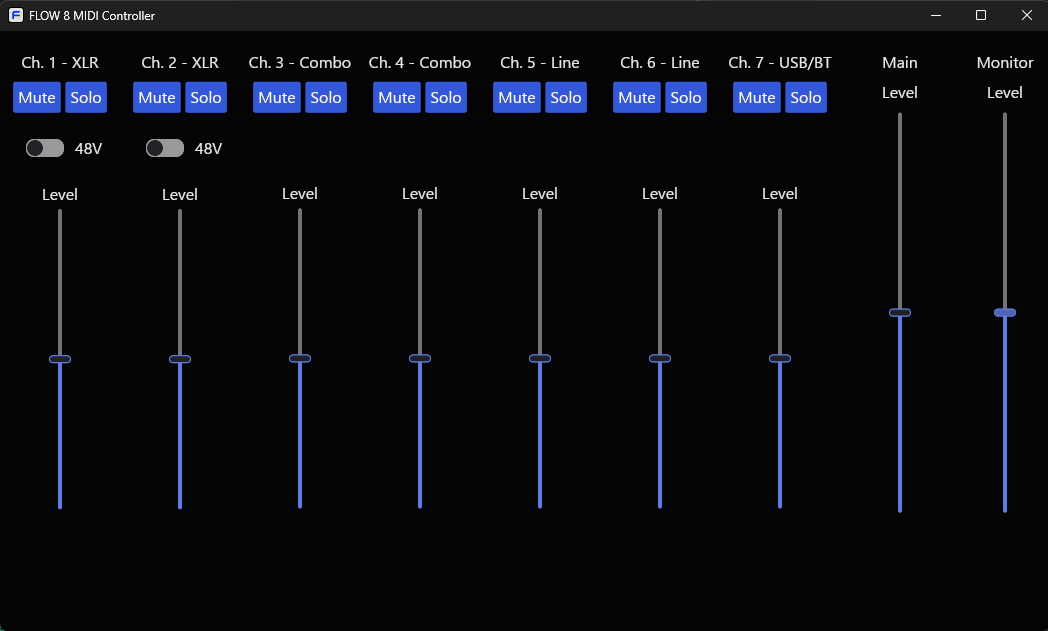 FLOW 8 MIDI Controller
Ch. 1 - XLR Ch. 2 - XLR Ch. 3 - Combo Ch. 4 - Combo Ch. 5 - Line Ch. 6 - Line Ch. 7 - USB/BT Main Monitor
Mute Solo Mute Solo Mute Solo Mute Solo Mute Solo Mute Solo Mute Solo Level Level
48V 48V
Level Level Level Level Level Level Level